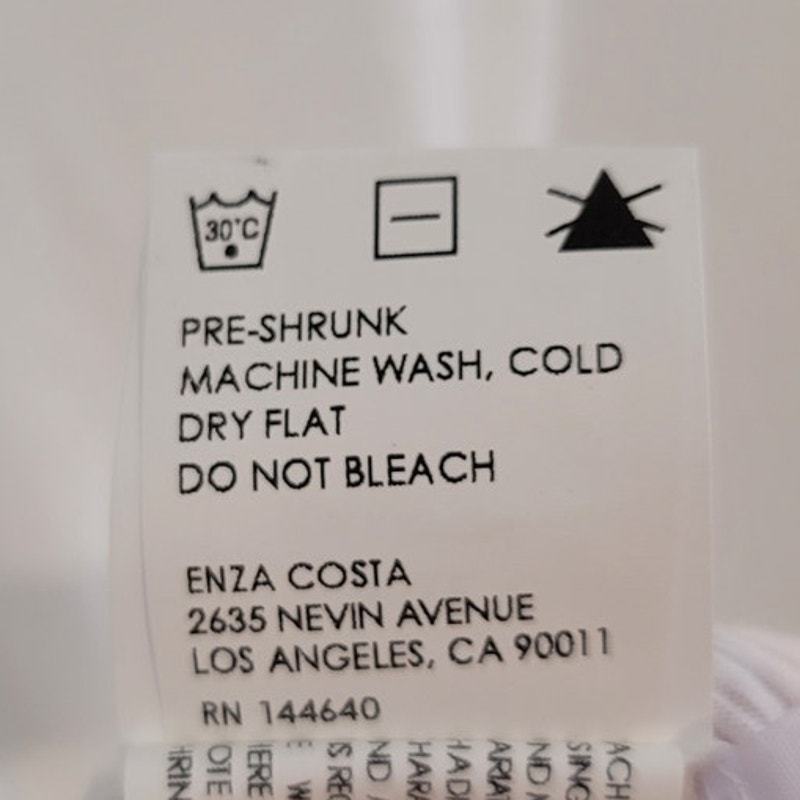 30°C
PRE-SHRUNK
MACHINE WASH, COLD
DRY FLAT
DO NOT BLEACH
ENZA COSTA
2635 NEVIN AVENUE
LOS ANGELES, CA 90011
RN 144640